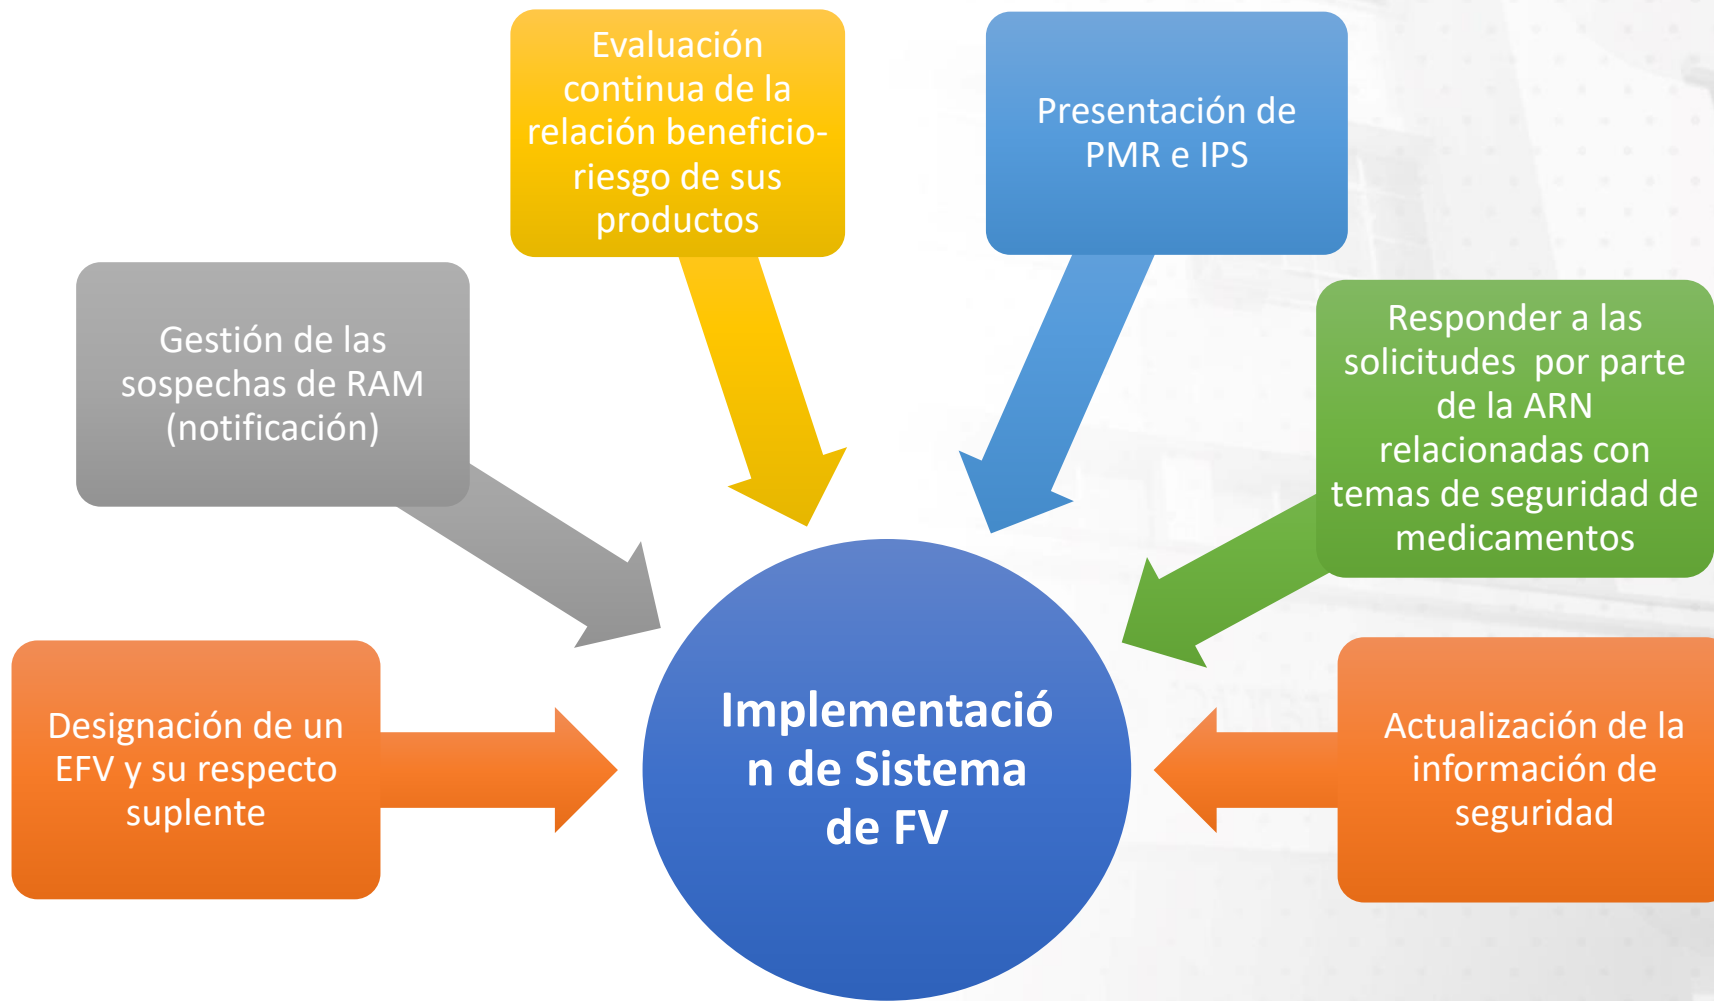 Evaluación
continua de la
relación beneficio-
riesgo de sus
productos
Presentación de
PMR e IPS
Gestión de las
sospechas de RAM
(notificación)
Responder a las
solicitudes  por parte
de la ARN
relacionadas con
temas de seguridad de
medicamentos
Designación de un
EFV y su respecto
suplente
Implementació
n de Sistema
de FV
Actualización de la
información de
seguridad